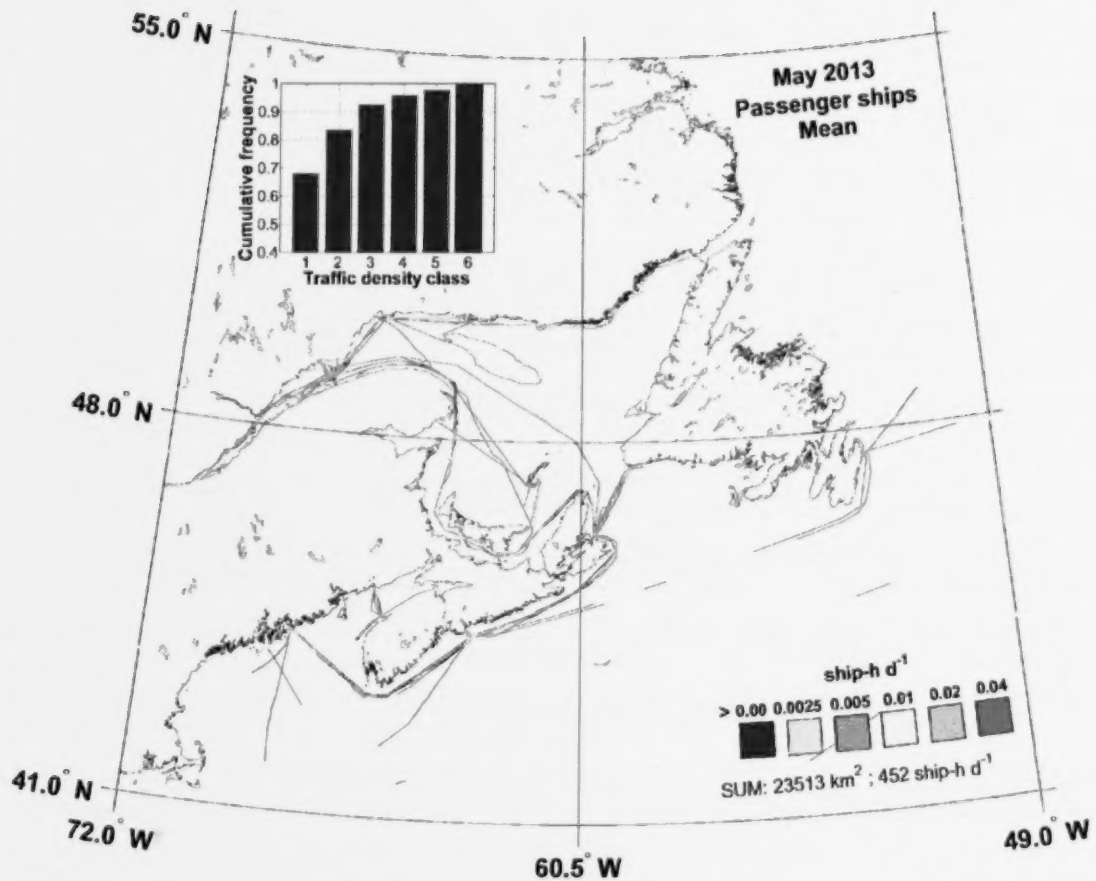 55.0° N
May 2013
Passenger ships
Mean
Cumulative frequency
1
0.9
0.8
0.7
0.6
0.5
0.4
1 2 3 4 5 6
Traffic density class
48.0° N
ship-h d⁻¹
> 0.00 0.0025 0.005 0.01 0.02 0.04
SUM: 23513 km² ; 452 ship-h d⁻¹
41.0° N
72.0° W
60.5° W
49.0° W